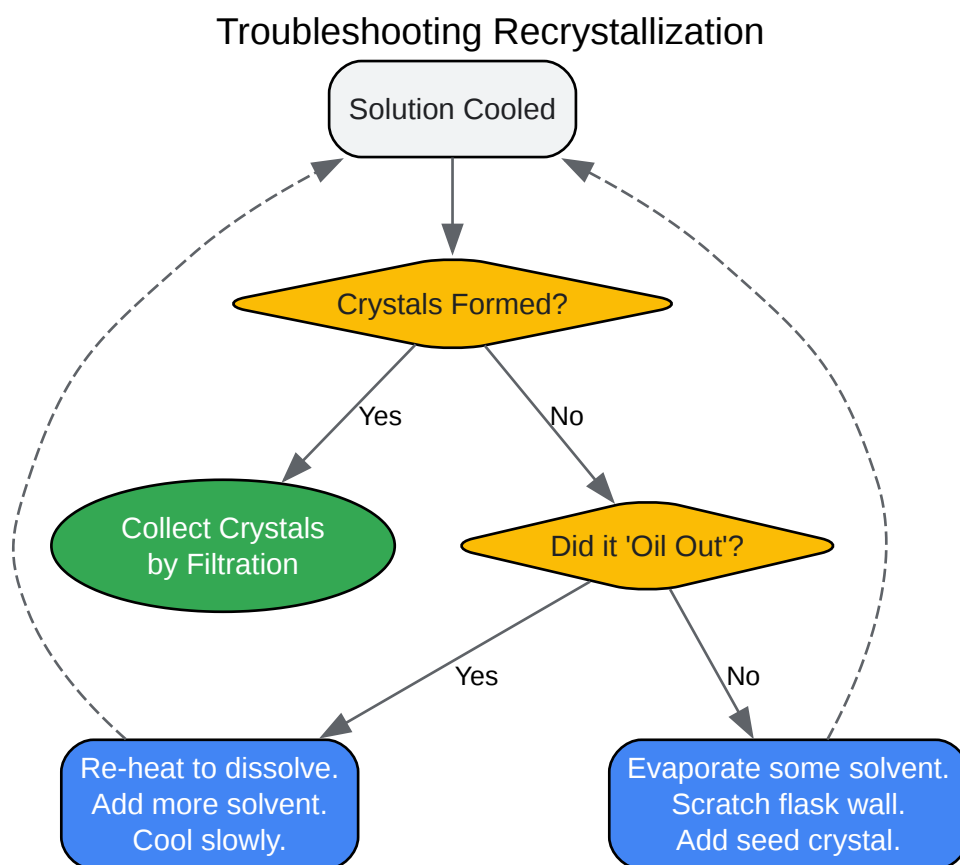 Troubleshooting Recrystallization
Solution Cooled
Crystals Formed?
Yes
No
Collect Crystals
by Filtration
Did it 'Oil Out'?
Yes
No
Re-heat to dissolve.
Add more solvent.
Cool slowly.
Evaporate some solvent.
Scratch flask wall.
Add seed crystal.